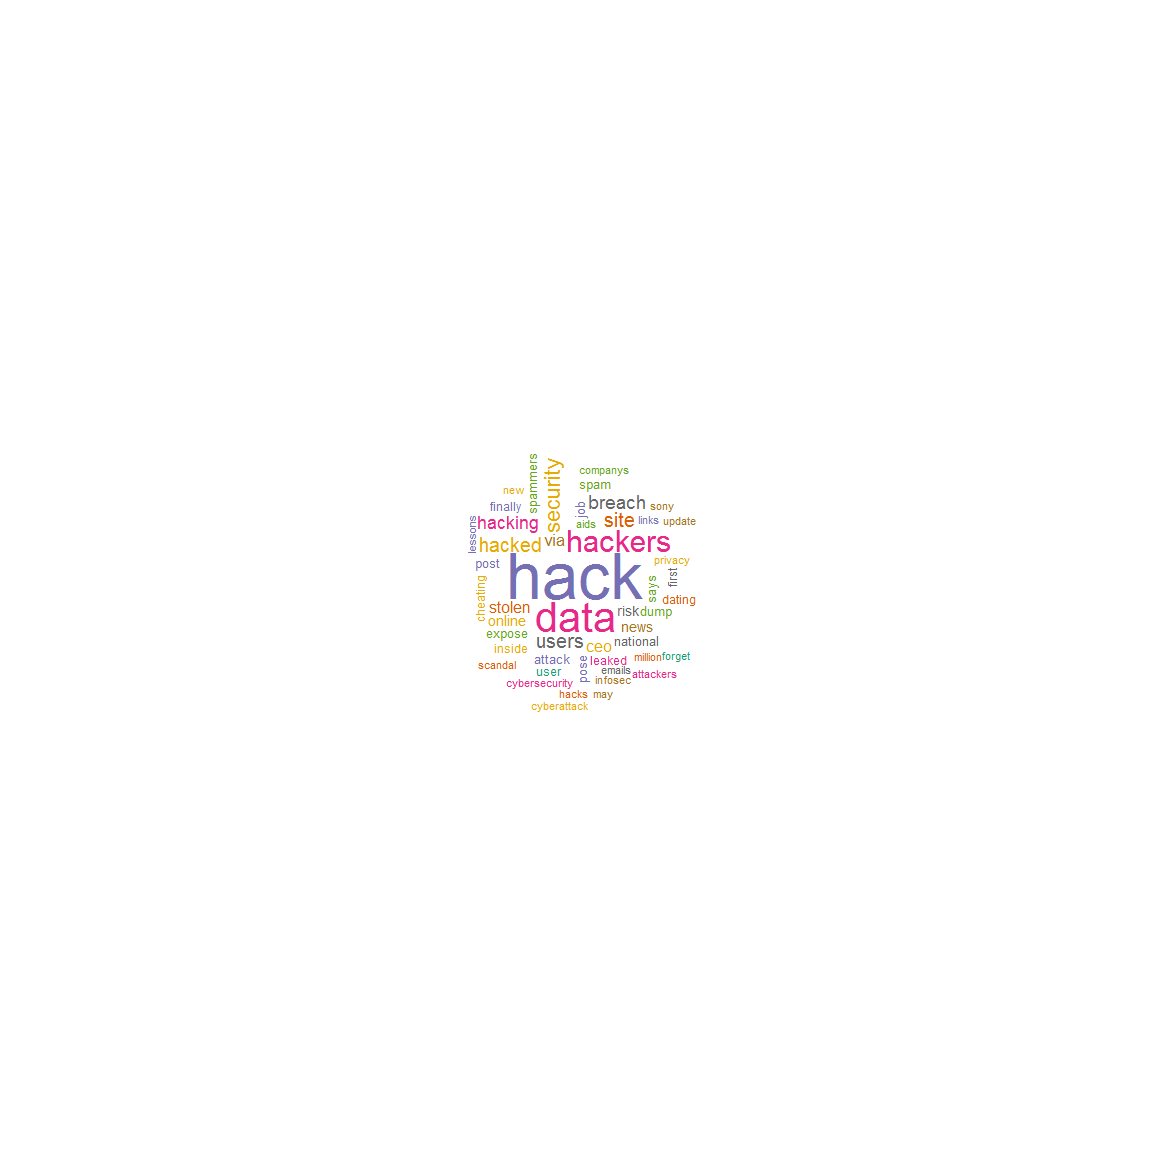 companys
spammers
security
spam
new
finally
job
breach
sony
lessons
hacking
aids
site
links
update
hacked
via
hackers
post
hack
privacy
first
cheating
says
stolen
data
risk
dump
dating
online
news
expose
users
ceo
national
inside
attack
pose
leaked
million
forget
scandal
user
emails
attackers
cybersecurity
infosec
hacks
may
cyberattack